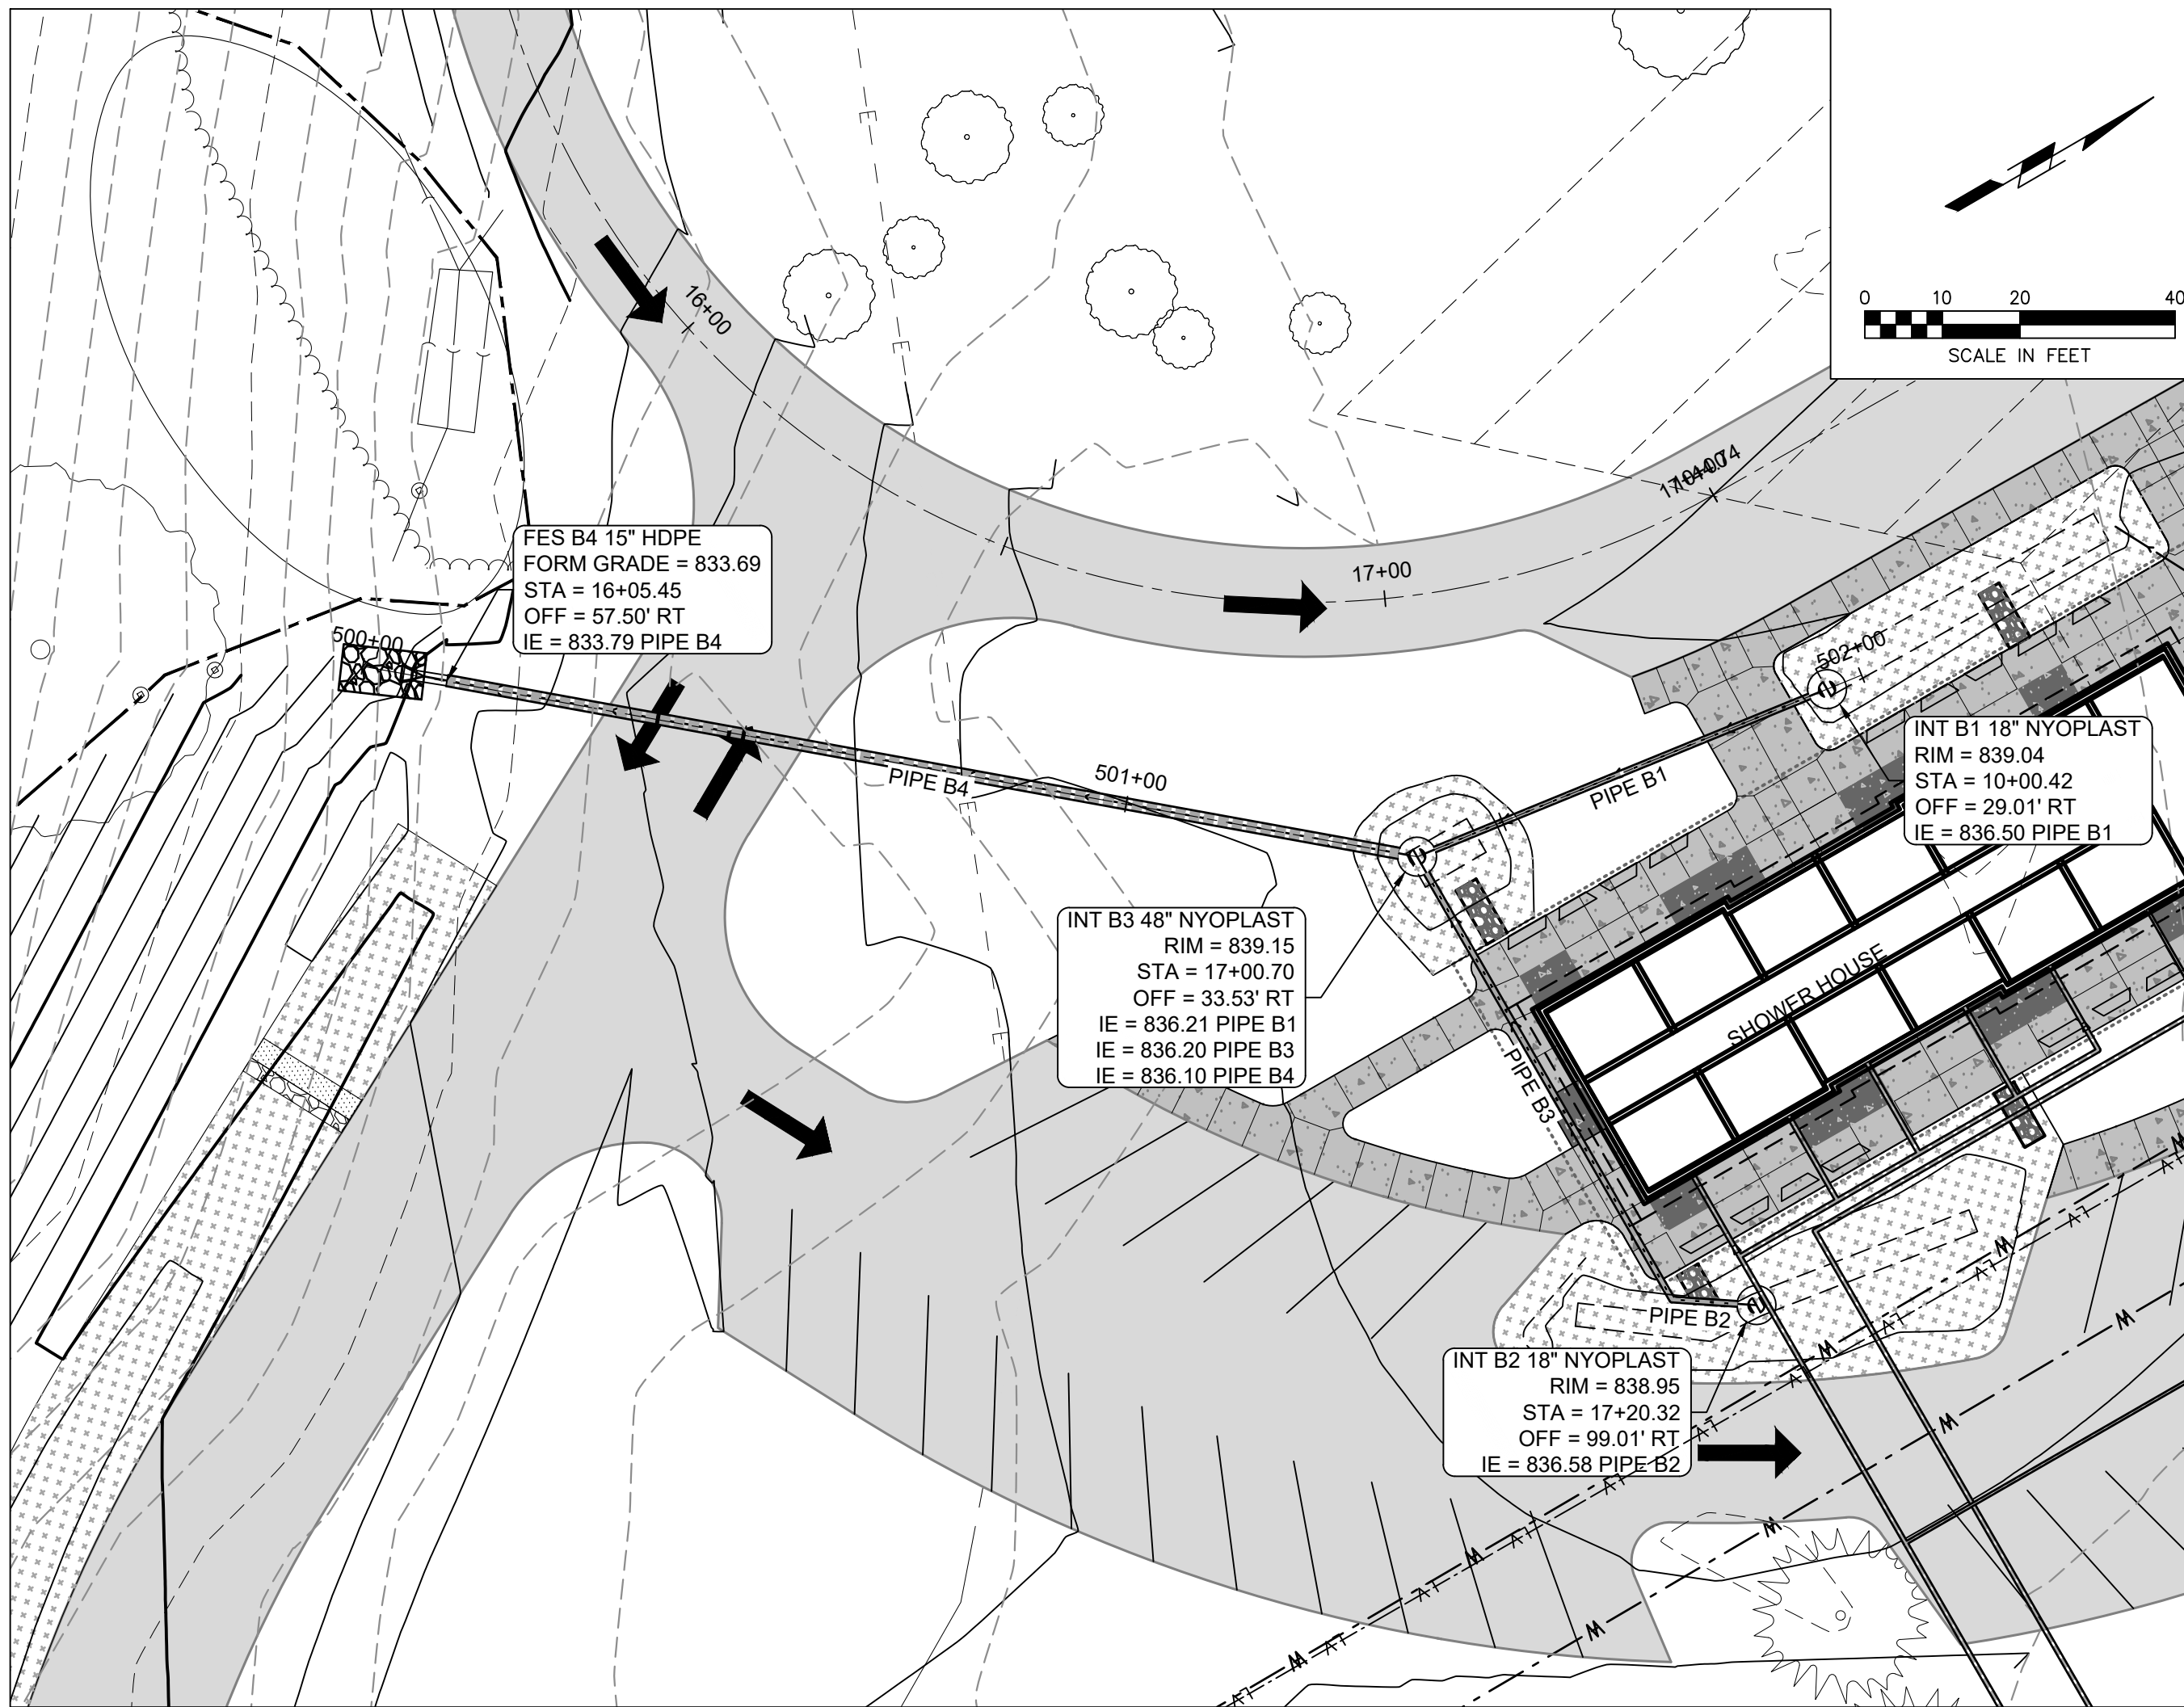 0 10 20 40
SCALE IN FEET
16+00
17+00
502+00
501+00
500+00
FES B4 15" HDPE
FORM GRADE = 833.69
STA = 16+05.45
OFF = 57.50' RT
IE = 833.79 PIPE B4
INT B1 18" NYOPLAST
RIM = 839.04
STA = 10+00.42
OFF = 29.01' RT
IE = 836.50 PIPE B1
PIPE B4
PIPE B1
INT B3 48" NYOPLAST
RIM = 839.15
STA = 17+00.70
OFF = 33.53' RT
IE = 836.21 PIPE B1
IE = 836.20 PIPE B3
IE = 836.10 PIPE B4
SHOWER HOUSE
PIPE B3
PIPE B2
INT B2 18" NYOPLAST
RIM = 838.95
STA = 17+20.32
OFF = 99.01' RT
IE = 836.58 PIPE B2
W
W
W
W
W
W
W
W
W